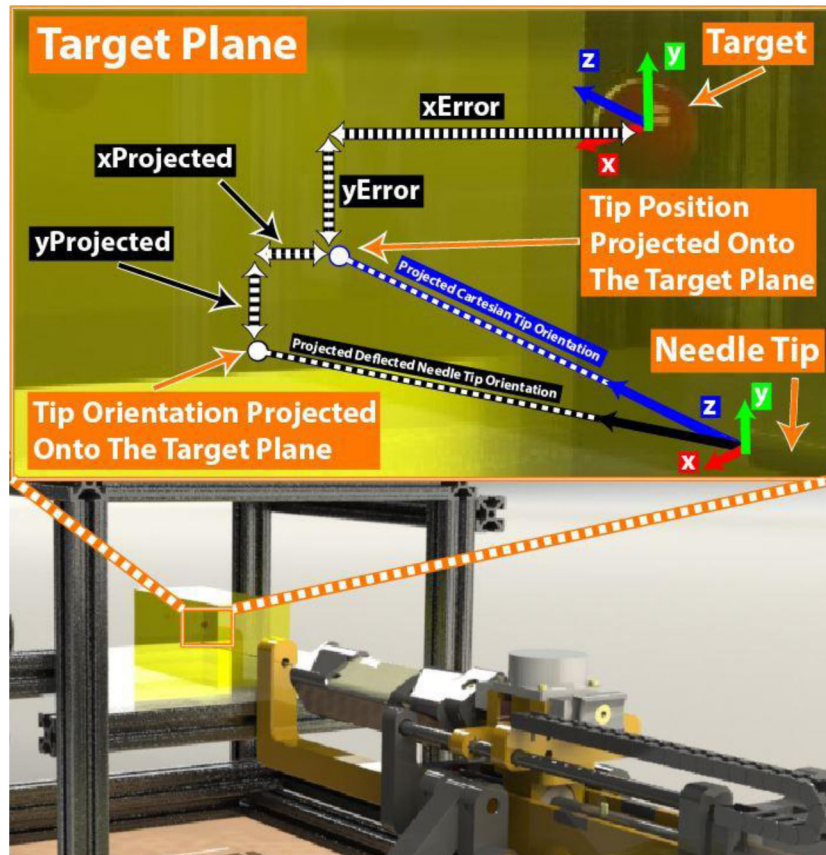 Target Plane
Target
z
y
x
xError
xProjected
yError
yProjected
Tip Position
Projected Onto
The Target Plane
Projected Cartesian Tip Orientation
Projected Deflected Needle Tip Orientation
Needle Tip
z
y
x
Tip Orientation Projected
Onto The Target Plane